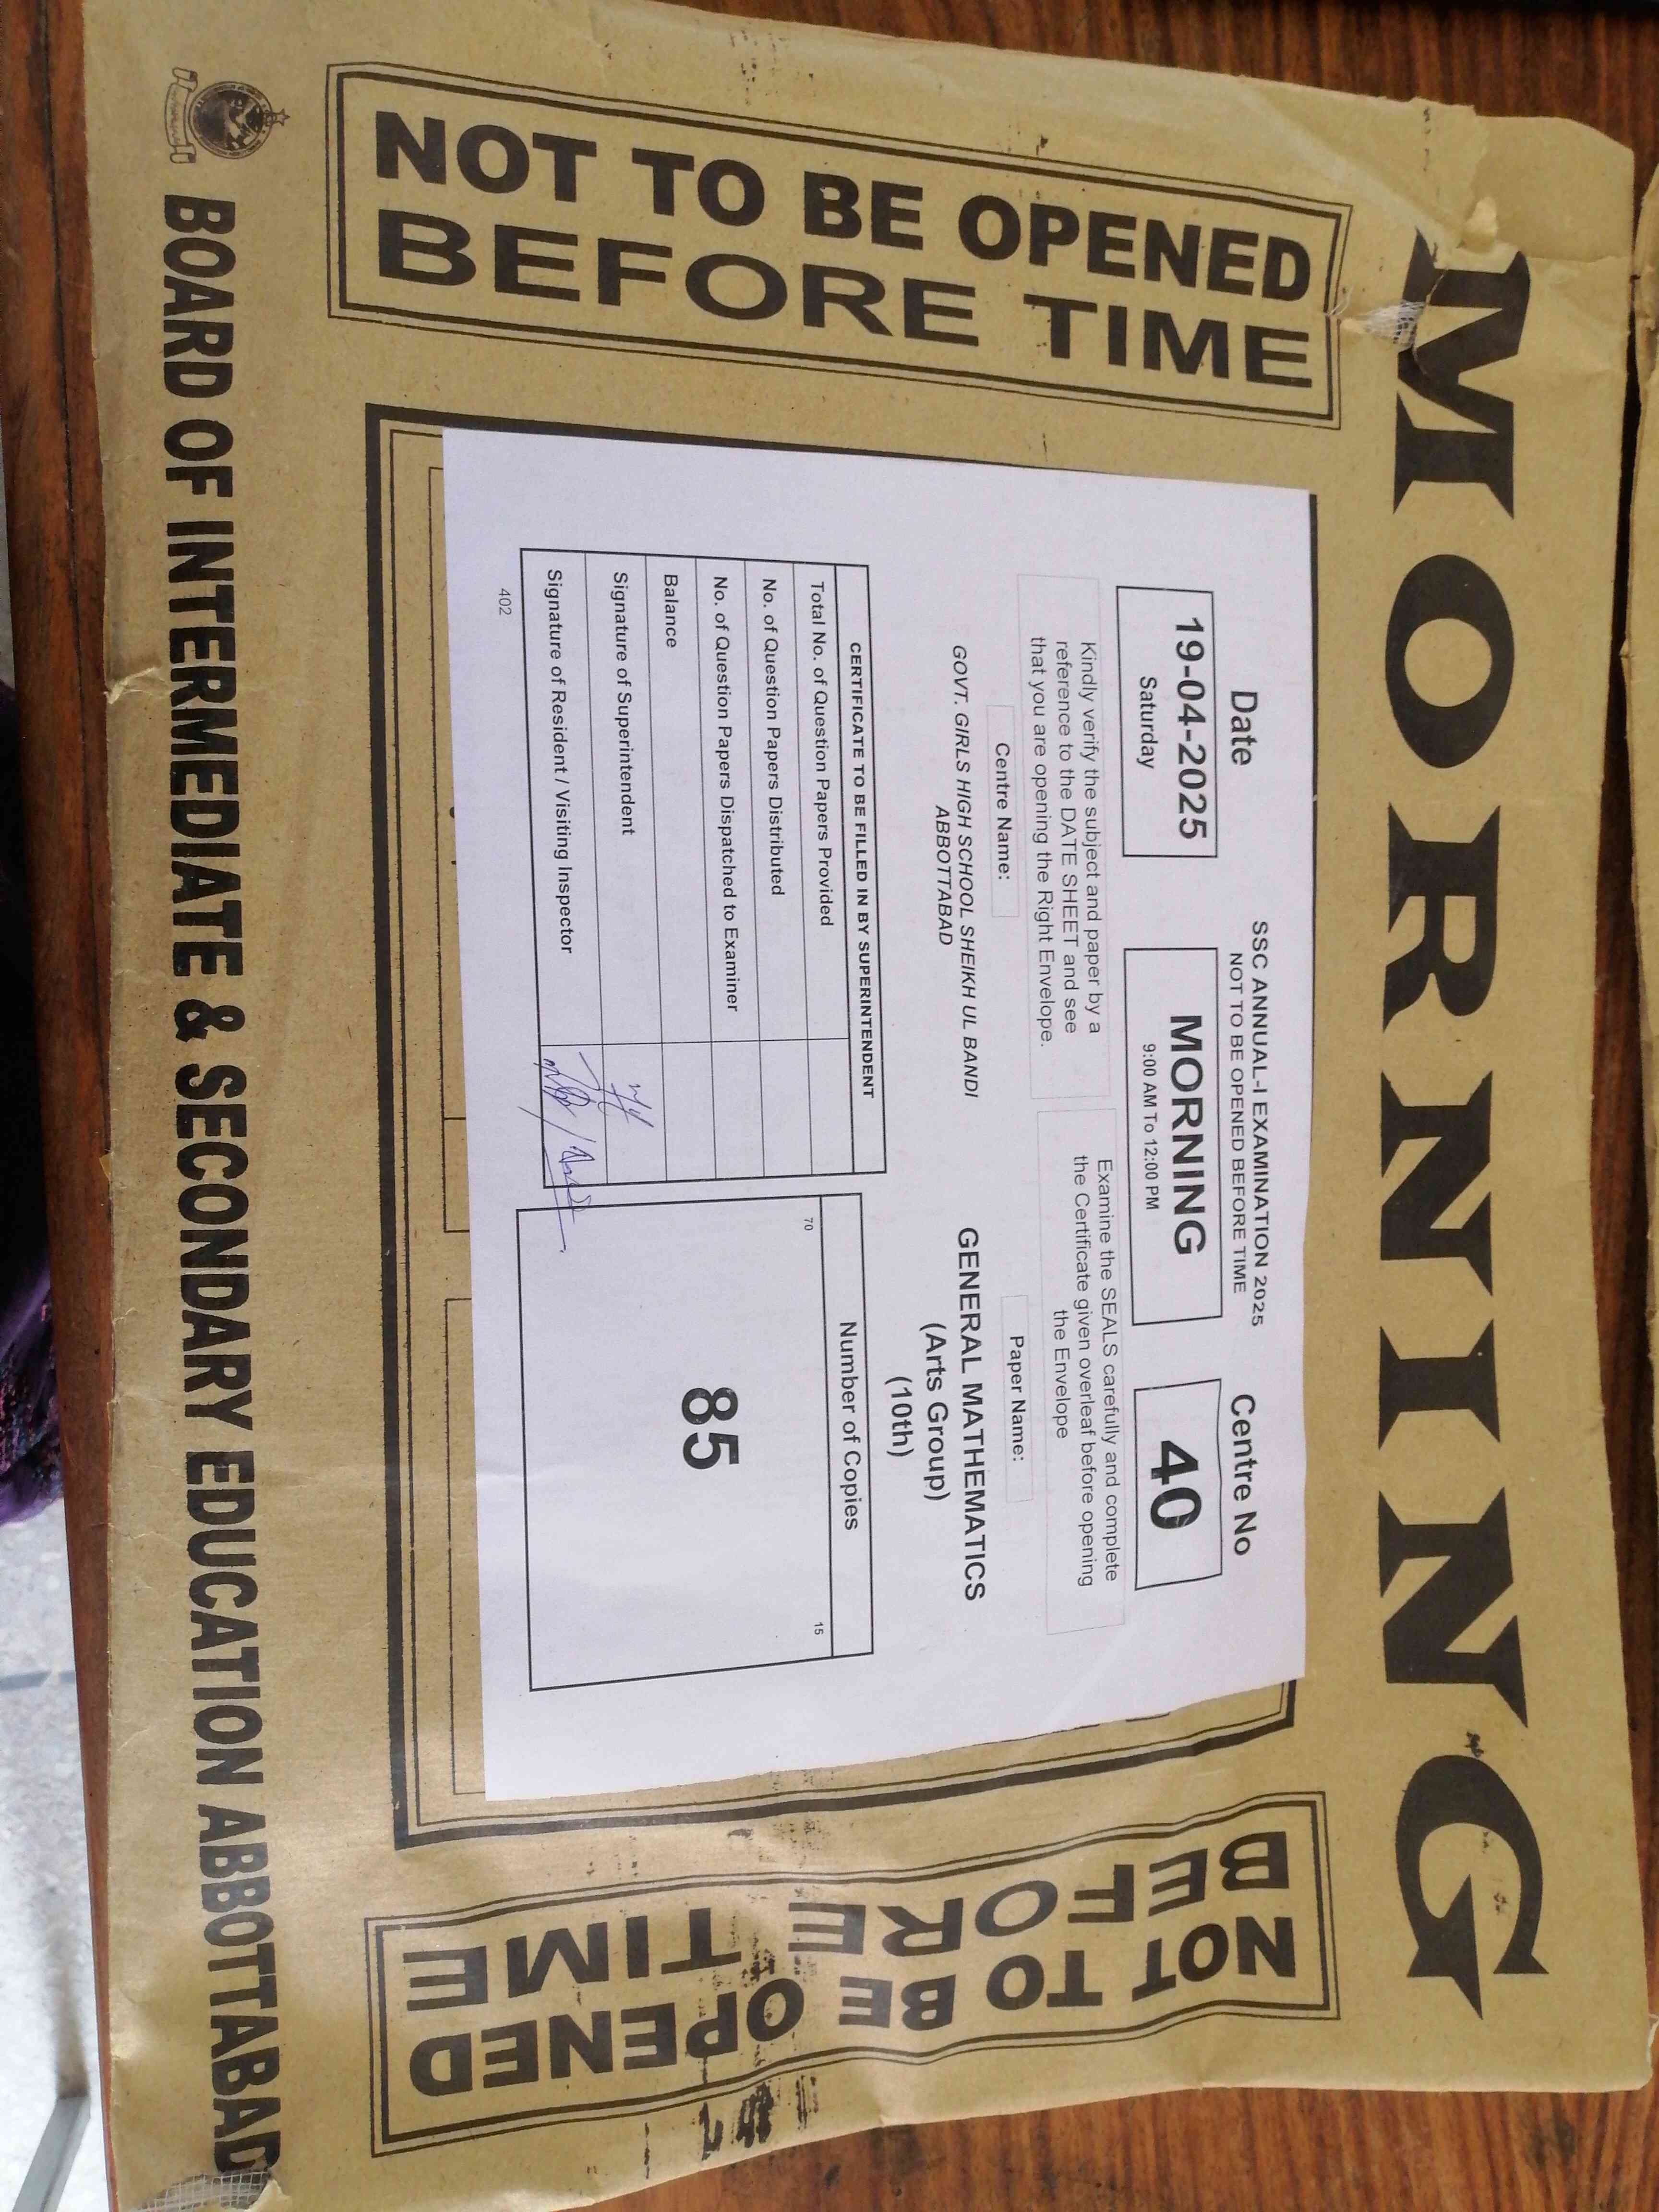 MORNING
NOT TO BE OPENED
BEFORE TIME
SSC ANNUAL-I EXAMINATION 2025
NOT TO BE OPENED BEFORE TIME
Date
19-04-2025
Saturday
MORNING
9:00 AM To 12:00 PM
Centre No
40
Kindly verify the subject and paper by a
reference to the DATE SHEET and see
that you are opening the Right Envelope.
Examine the SEALS carefully and complete
the Certificate given overleaf before opening
the Envelope
Centre Name:
GOVT. GIRLS HIGH SCHOOL SHEIKH UL BANDI
ABBOTTABAD
Paper Name:
GENERAL MATHEMATICS
(Arts Group)
(10th)
CERTIFICATE TO BE FILLED IN BY SUPERINTENDENT
Total No. of Question Papers Provided
No. of Question Papers Distributed
No. of Question Papers Dispatched to Examiner
Balance
Signature of Superintendent
Signature of Resident / Visiting Inspector
402
Number of Copies
70
15
85
NOT TO BE OPENED
BEFORE TIME
BOARD OF INTERMEDIATE & SECONDARY EDUCATION ABBOTTABAD